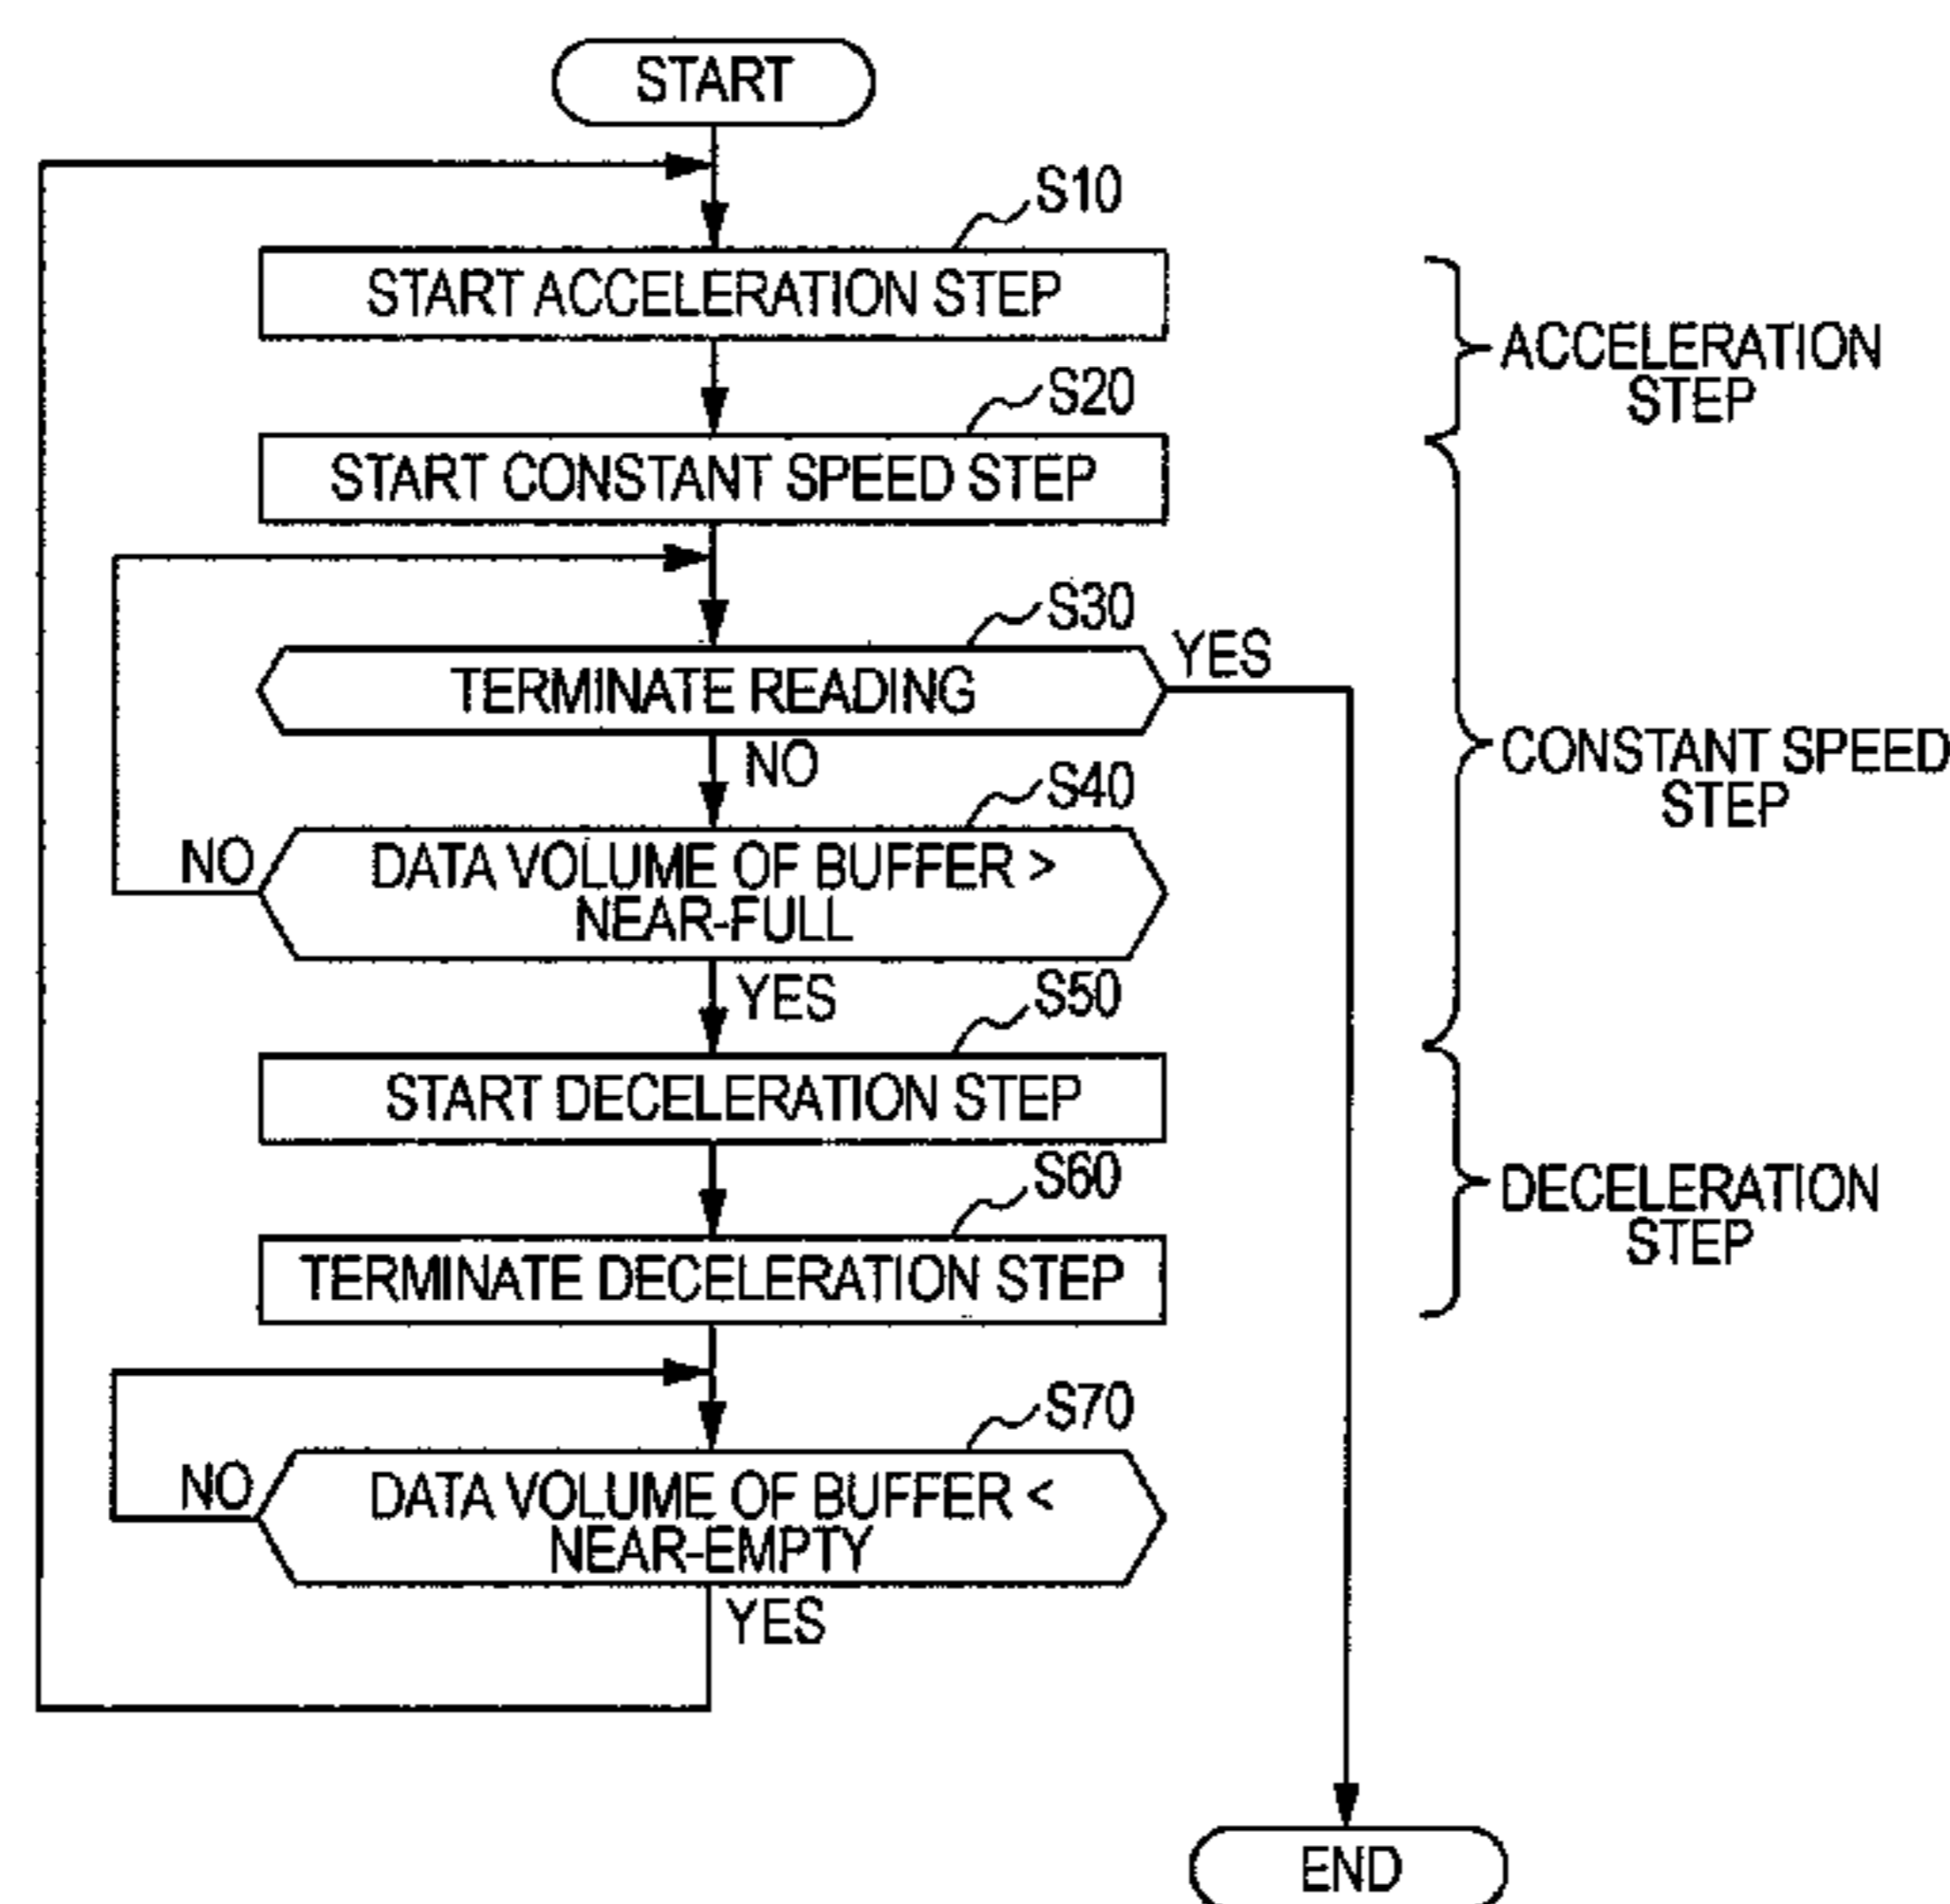 START
S10
START ACCELERATION STEP
ACCELERATION
STEP
S20
START CONSTANT SPEED STEP
S30
TERMINATE READING
YES
NO
CONSTANT SPEED
STEP
S40
NO
DATA VOLUME OF BUFFER >
NEAR-FULL
YES
S50
START DECELERATION STEP
S60
DECELERATION
STEP
TERMINATE DECELERATION STEP
S70
NO
DATA VOLUME OF BUFFER <
NEAR-EMPTY
YES
END